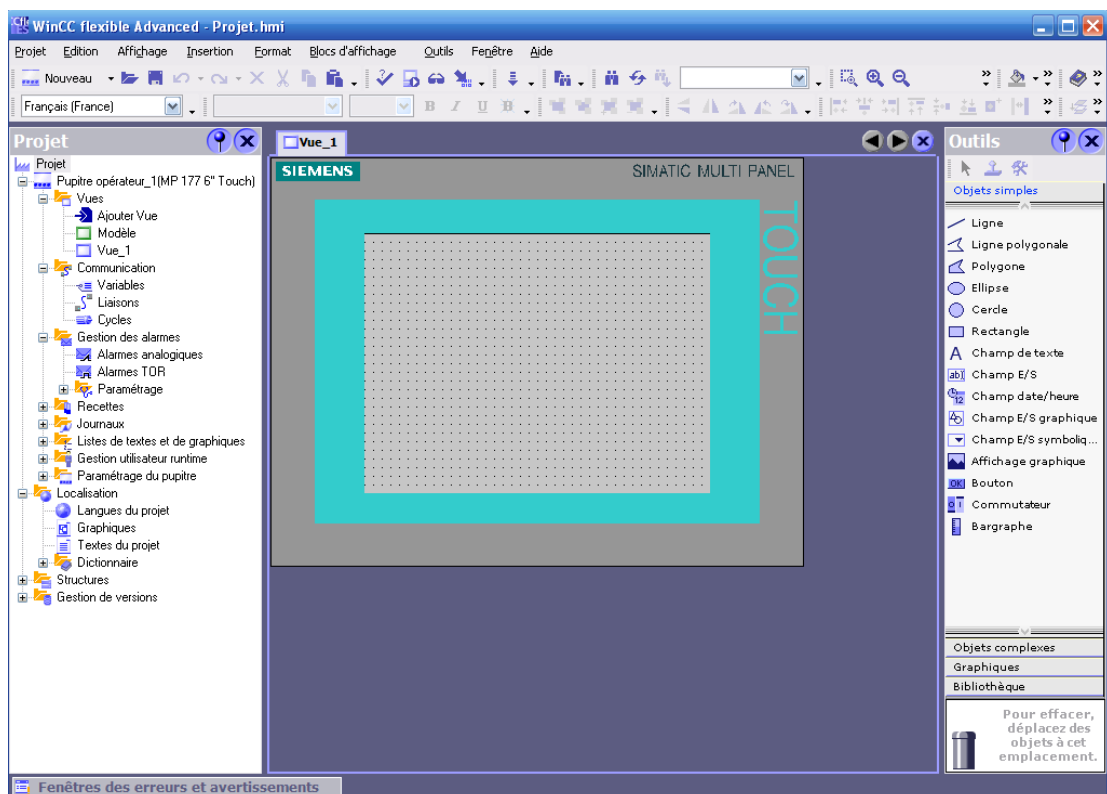 WinCC flexible Advanced - Projet.hmi
Projet Edition Affichage Insertion Format Blocs d'affichage Outils Fenêtre Aide
Nouveau
Français (France)
B I U
Projet
Projet
Pupitre opérateur_1(MP 177 6" Touch)
Vues
Ajouter Vue
Modèle
Vue_1
Communication
Variables
Liaisons
Cycles
Gestion des alarmes
Alarmes analogiques
Alarmes TOR
Paramétrage
Recettes
Journaux
Listes de textes et de graphiques
Gestion utilisateur runtime
Paramétrage du pupitre
Localisation
Langues du projet
Graphiques
Textes du projet
Dictionnaire
Structures
Gestion de versions
Vue_1
SIEMENS
SIMATIC MULTI PANEL
TOUCH
Outils
Objets simples
Ligne
Ligne polygonale
Polygone
Ellipse
Cercle
Rectangle
A Champ de texte
Champ E/S
Champ date/heure
Champ E/S graphique
Champ E/S symboliq...
Affichage graphique
OK Bouton
Commutateur
Bargraphe
Objets complexes
Graphiques
Bibliothèque
Pour effacer,
déplacez des
objets à cet
emplacement.
Fenêtres des erreurs et avertissements